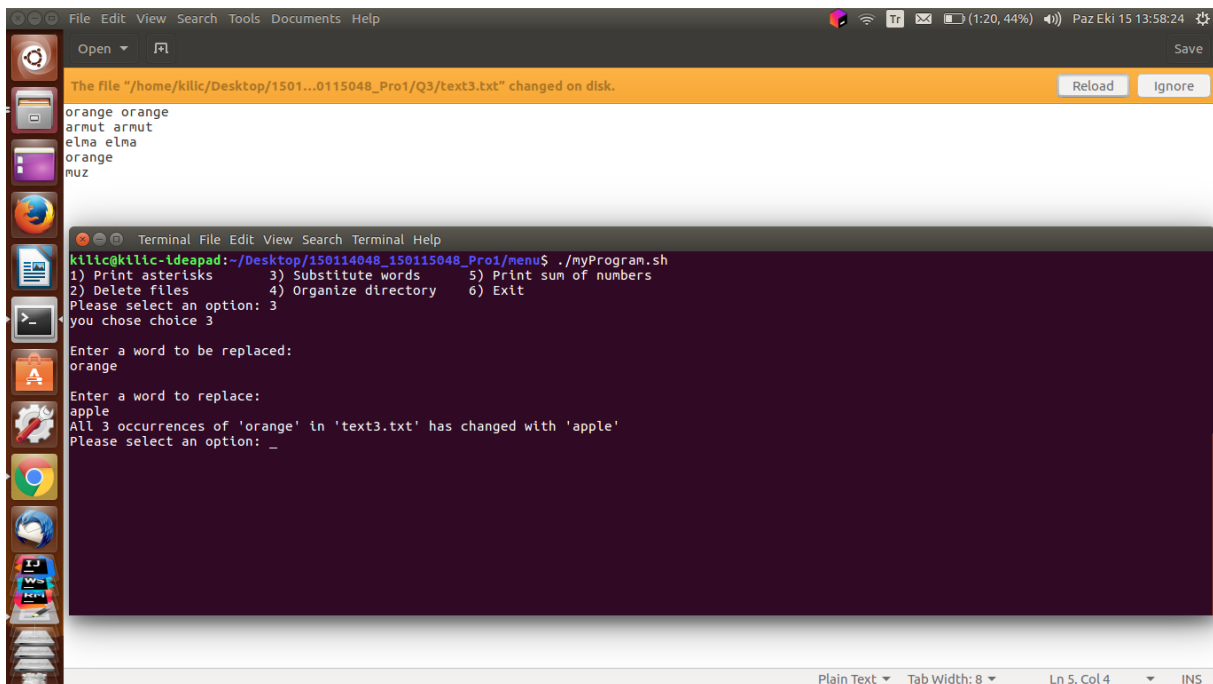 File Edit View Search Tools Documents Help
Tr (1:20, 44%) Paz Eki 15 13:58:24
Open Save
The file "/home/kilic/Desktop/1501...0115048_Pro1/Q3/text3.txt" changed on disk. Reload Ignore
orange orange
armut armut
elma elma
orange
muz
Terminal File Edit View Search Terminal Help
kilic@kilic-ideapad:~/Desktop/150114048_150115048_Pro1/menu$ ./myProgram.sh
1) Print asterisks 3) Substitute words 5) Print sum of numbers
2) Delete files 4) Organize directory 6) Exit
Please select an option: 3
you chose choice 3
Enter a word to be replaced:
orange
Enter a word to replace:
apple
All 3 occurrences of 'orange' in 'text3.txt' has changed with 'apple'
Please select an option: _
A
IJ
WS
Plain Text Tab Width: 8 Ln 5, Col 4 INS